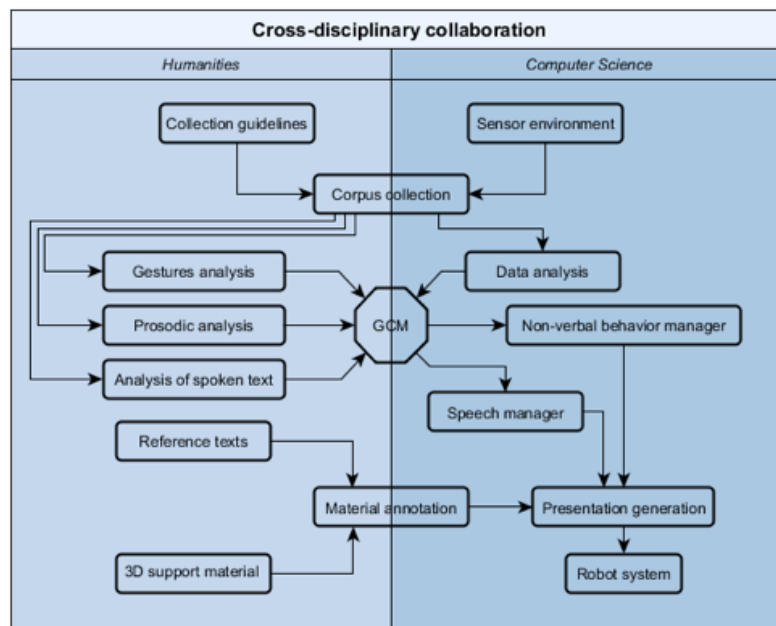 Cross-disciplinary collaboration
Humanities
Computer Science
Collection guidelines
Sensor environment
Corpus collection
Gestures analysis
Data analysis
Prosodic analysis
GCM
Non-verbal behavior manager
Analysis of spoken text
Speech manager
Reference texts
Material annotation
Presentation generation
3D support material
Robot system